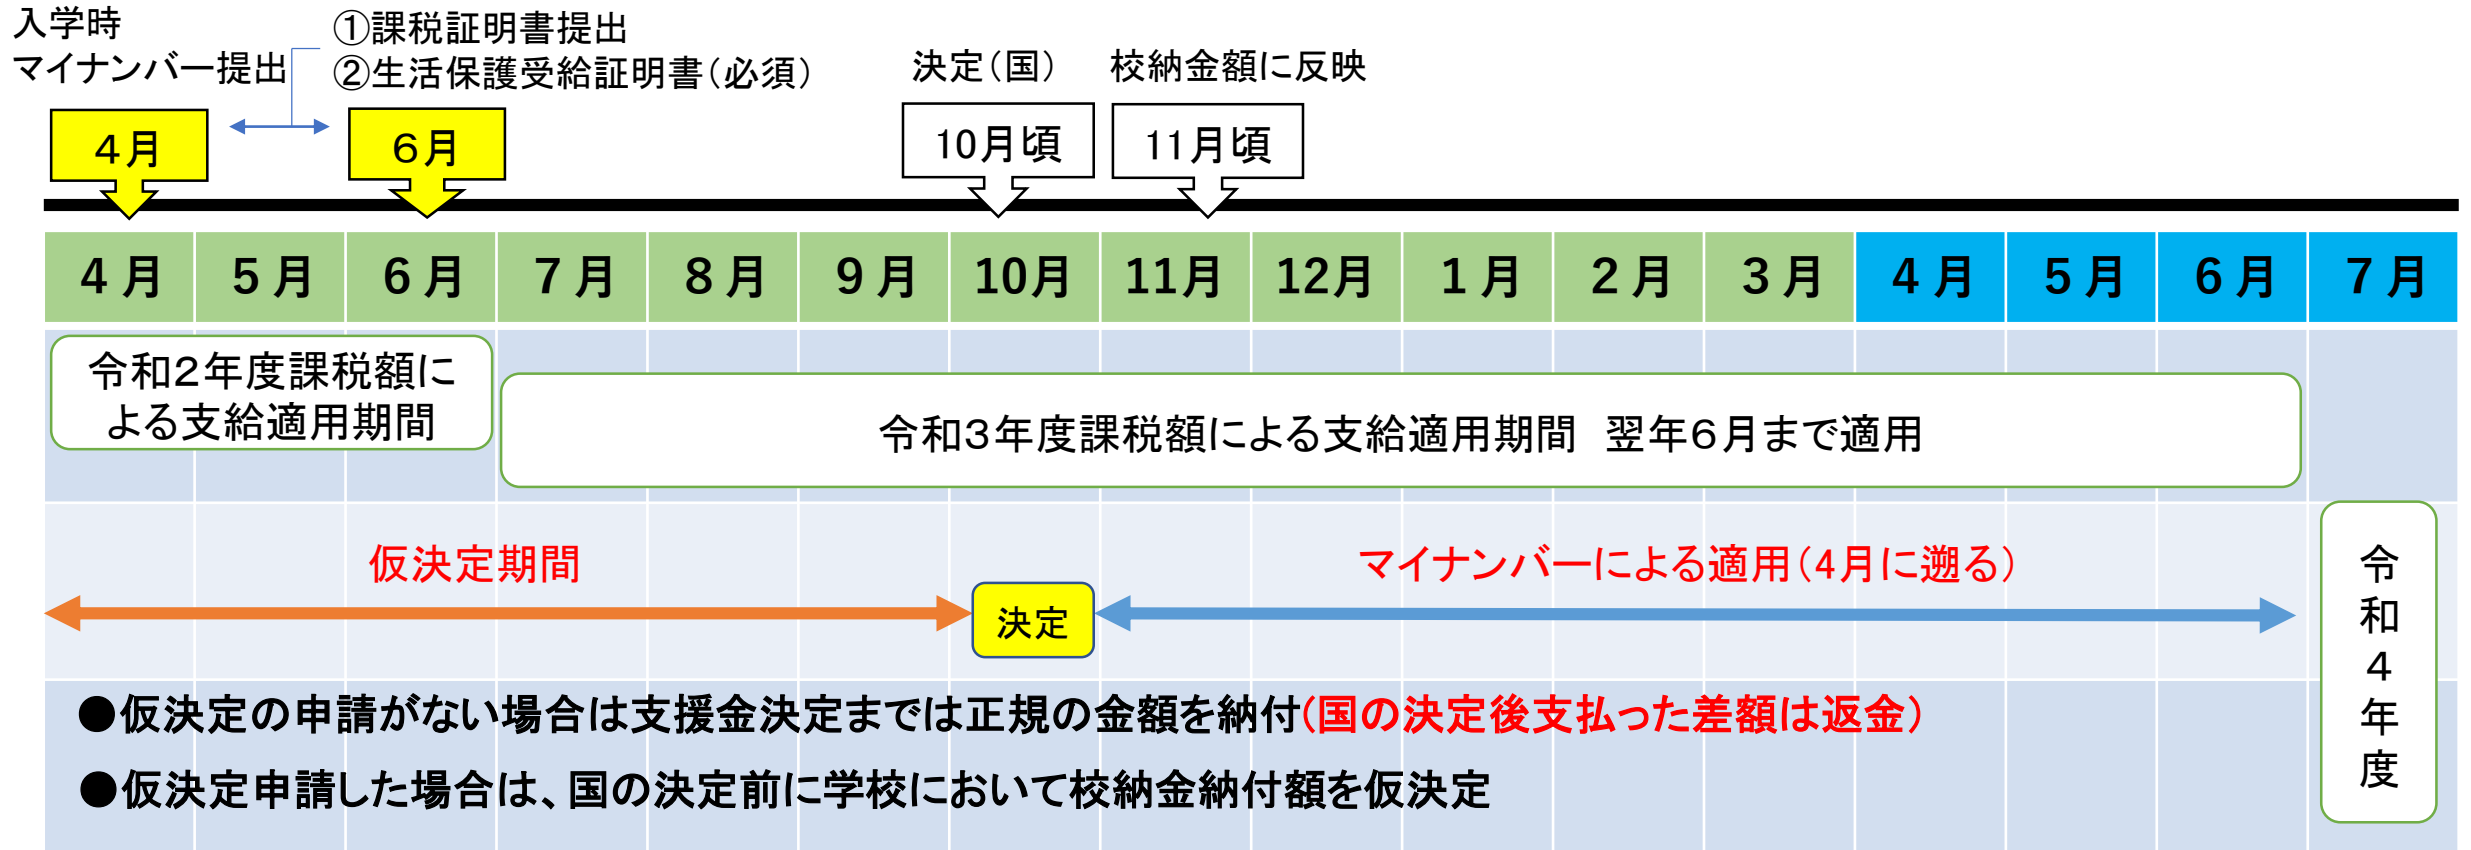 入学時
マイナンバー提出
①課税証明書提出
②生活保護受給証明書(必須)
決定(国)
校納金額に反映
4月
6月
10月頃
11月頃
4月 5月 6月 7月 8月 9月 10月 11月 12月 1月 2月 3月 4月 5月 6月 7月
令和2年度課税額に
よる支給適用期間
令和3年度課税額による支給適用期間 翌年6月まで適用
仮決定期間
決定
マイナンバーによる適用(4月に遡る)
令和4年度
●仮決定の申請がない場合は支援金決定までは正規の金額を納付(国の決定後支払った差額は返金)
●仮決定申請した場合は、国の決定前に学校において校納金納付額を仮決定